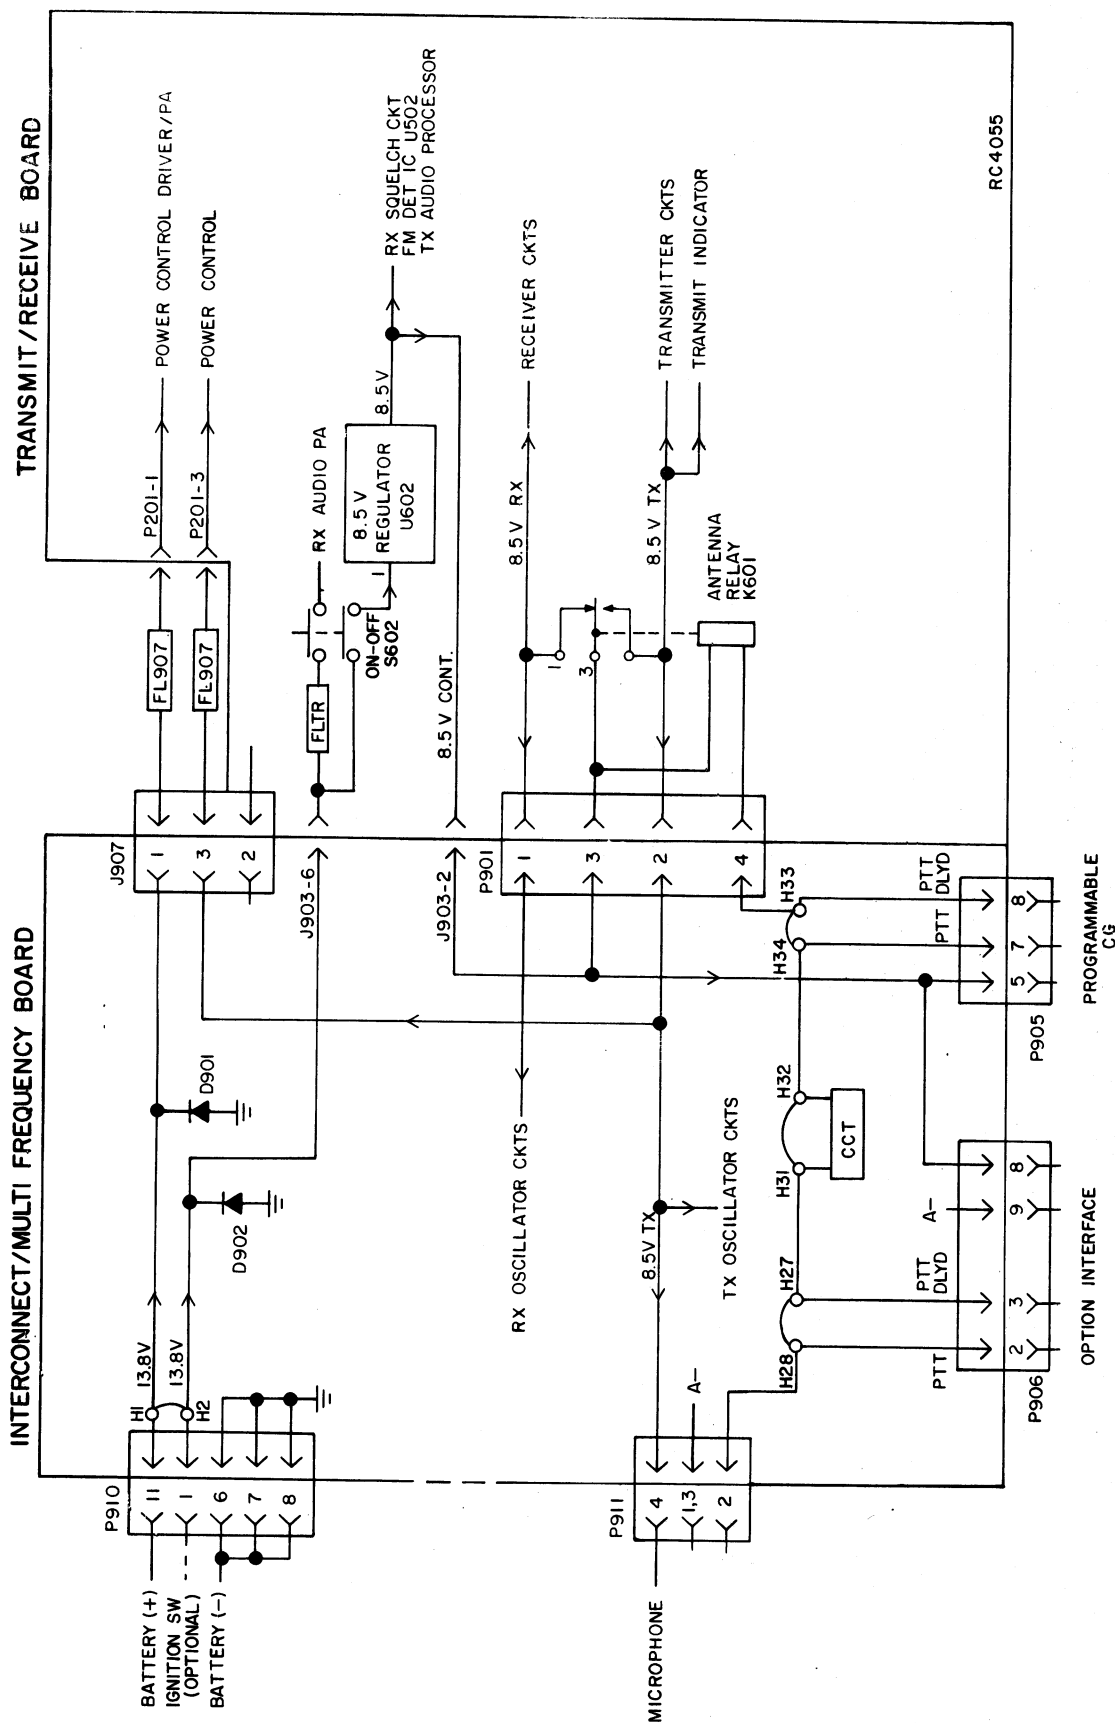 INTERCONNECT/MULTI FREQUENCY BOARD
TRANSMIT/RECEIVE BOARD
BATTERY (+)
IGNITION SW
(OPTIONAL)
BATTERY (–)
P910
11
1
6
7
8
H1
H2
13.8V
13.8V
D902
D901
J907
1
3
2
FL907
FL907
P201-1
P201-3
POWER CONTROL DRIVER/PA
POWER CONTROL
J903-6
FLTR
ON-OFF
S602
RX AUDIO PA
1
8.5 V
REGULATOR
U602
8.5 V
RX SQUELCH CKT
FM DET IC U502
TX AUDIO PROCESSOR
J903-2
8.5 V CONT.
P901
1
3
2
4
RX OSCILLATOR CKTS
8.5 V RX
RECEIVER CKTS
1
3
8.5 V TX
TRANSMITTER CKTS
TRANSMIT INDICATOR
ANTENNA
RELAY
K601
MICROPHONE
P911
4
1,3
2
A–
8.5V TX
TX OSCILLATOR CKTS
H28
H27
H31
H32
CCT
H34
H33
PTT
PTT
DLYD
A–
PTT
PTT
DLYD
P906
2
3
9
8
OPTION INTERFACE
P905
5
7
8
PROGRAMMABLE
CG
RC4055